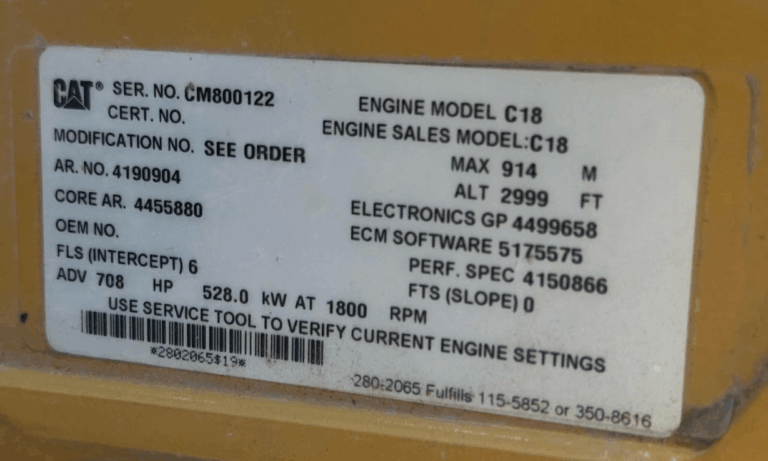 CAT® SER. NO. CM800122
CERT. NO.
MODIFICATION NO. SEE ORDER
AR. NO. 4190904
CORE AR. 4455880
OEM NO.
FLS (INTERCEPT) 6
ENGINE MODEL C18
ENGINE SALES MODEL:C18
MAX 914 M
ALT 2999 FT
ELECTRONICS GP 4499658
ECM SOFTWARE 5175575
PERF. SPEC 4150866
FTS (SLOPE) 0
ADV 708 HP 528.0 kW AT 1800 RPM
USE SERVICE TOOL TO VERIFY CURRENT ENGINE SETTINGS
*2802065$19*
280-2065 Fulfills 115-5852 or 350-8616